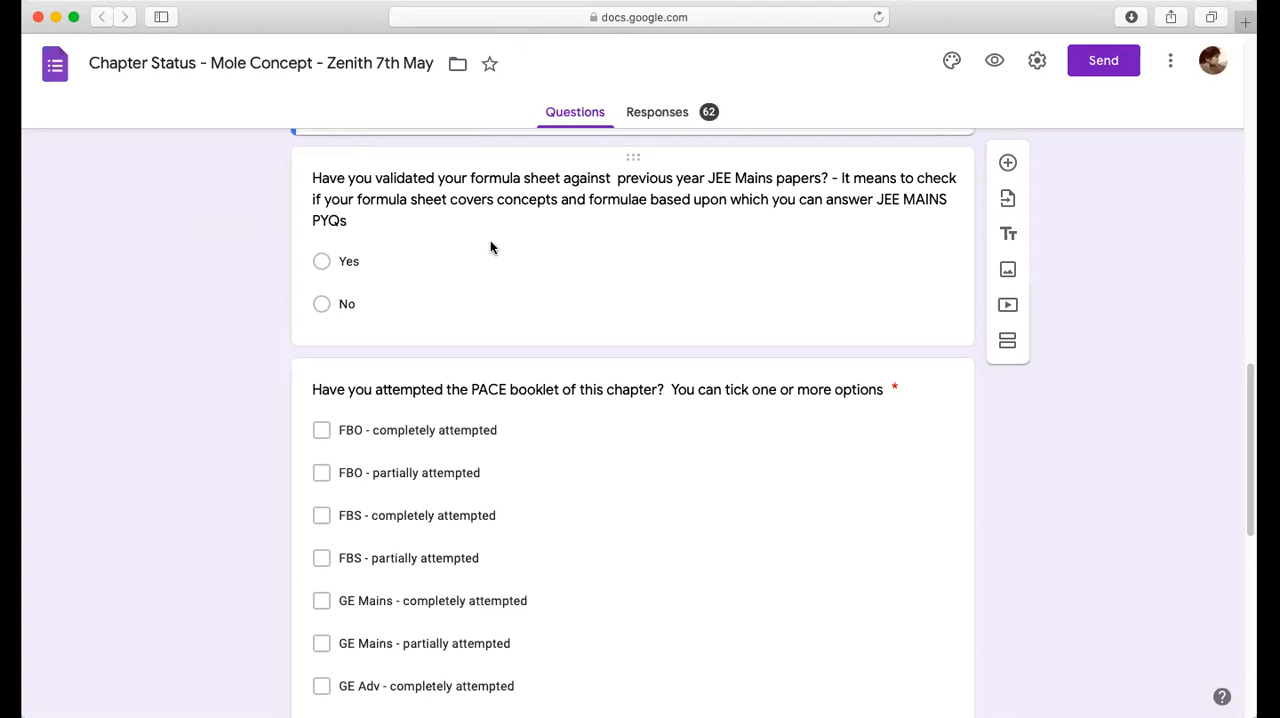 docs.google.com
Chapter Status - Mole Concept - Zenith 7th May
Send
Questions
Responses 62
Have you validated your formula sheet against  previous year JEE Mains papers? - It means to check
if your formula sheet covers concepts and formulae based upon which you can answer JEE MAINS
PYQs
Yes
No
Have you attempted the PACE booklet of this chapter?  You can tick one or more options *
FBO - completely attempted
FBO - partially attempted
FBS - completely attempted
FBS - partially attempted
GE Mains - completely attempted
GE Mains - partially attempted
GE Adv - completely attempted